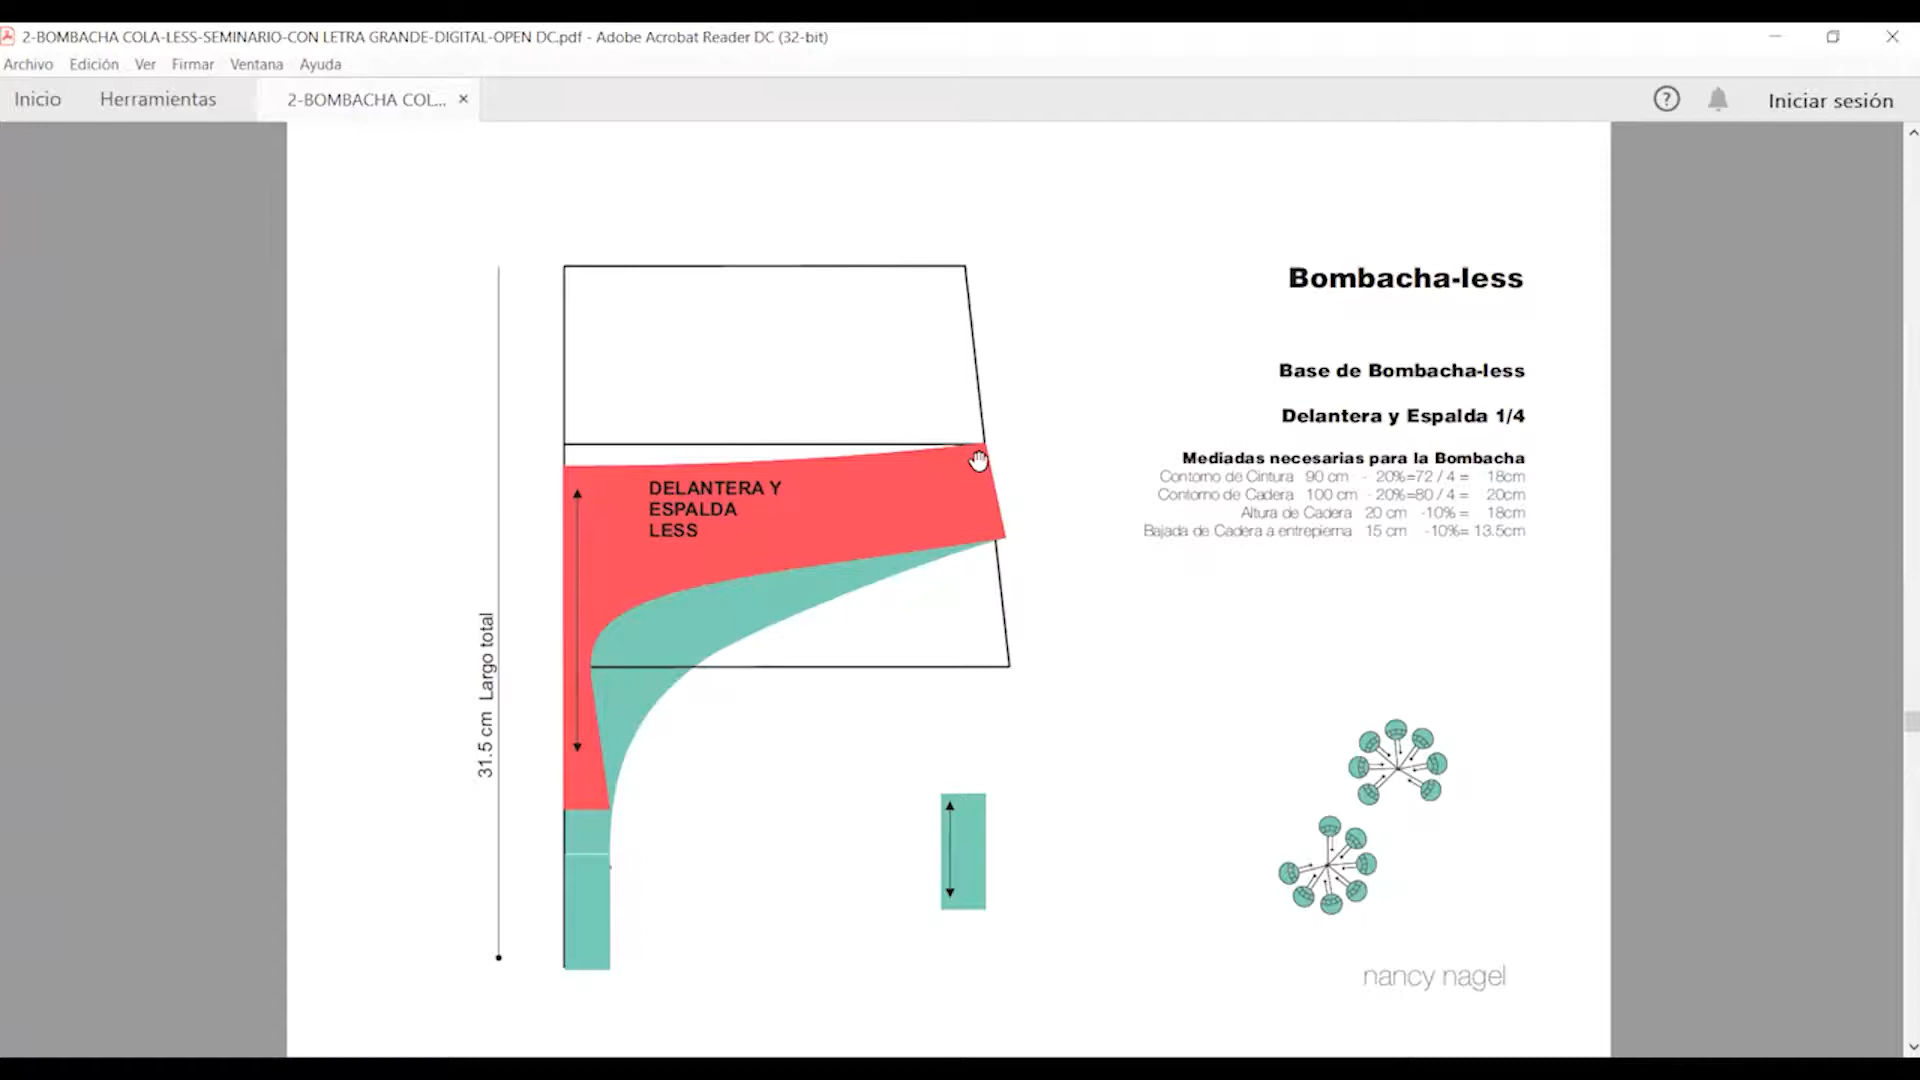 2-BOMBACHA COLA-LESS-SEMINARIO-CON LETRA GRANDE-DIGITAL-OPEN DC.pdf - Adobe Acrobat Reader DC (32-bit)
Archivo Edición Ver Firmar Ventana Ayuda
Inicio Herramientas 2-BOMBACHA COL... × Iniciar sesión
Bombacha-less
Base de Bombacha-less
Delantera y Espalda 1/4
Mediadas necesarias para la Bombacha
Contorno de Cintura 90 cm - 20%=72 / 4 = 18cm
Contorno de Cadera 100 cm - 20%=80 / 4 = 20cm
Altura de Cadera 20 cm -10% = 18cm
Bajada de Cadera a entrepierna 15 cm -10%= 13.5cm
DELANTERA Y
ESPALDA
LESS
31.5 cm Largo total
nancy nagel